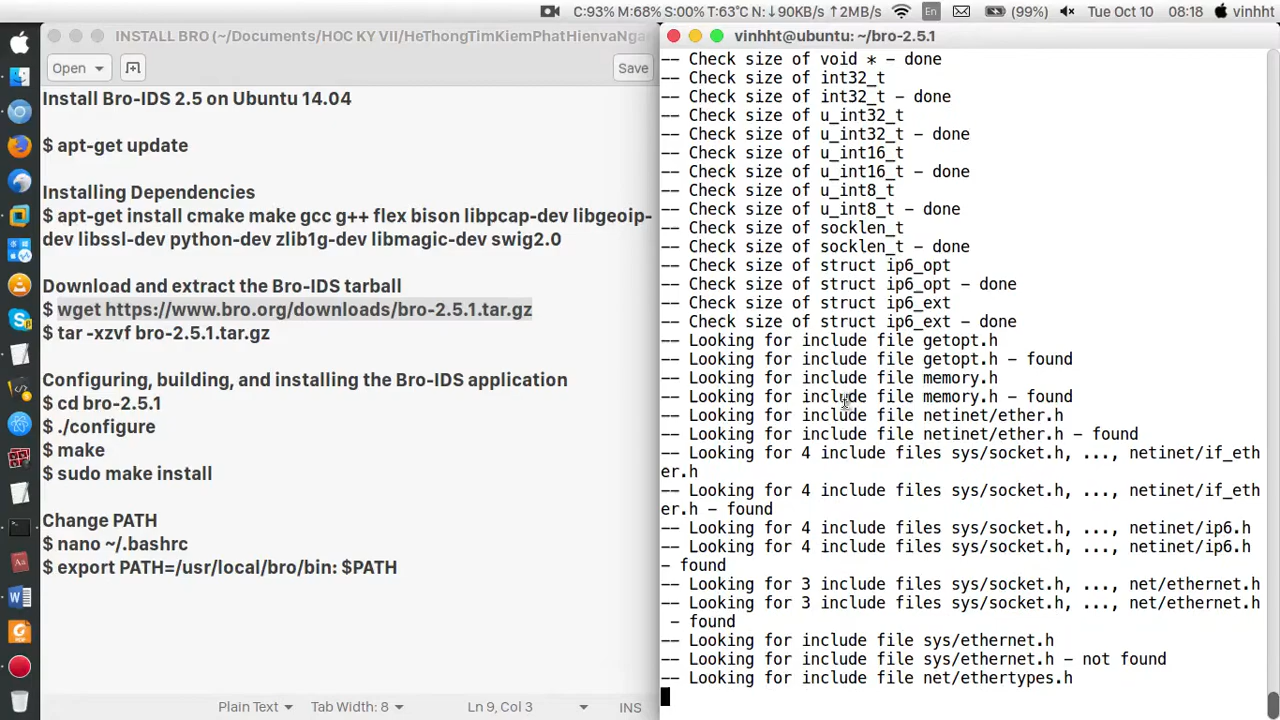 C:93% M:68% S:00% T:63°C N:↓90KB/s ↑2MB/s En (99%) Tue Oct 10 08:18 vinhht
INSTALL BRO (~/Documents/HOC KY VII/HeThongTimKiemPhatHienvaNga
Open Save
Install Bro-IDS 2.5 on Ubuntu 14.04
$ apt-get update
Installing Dependencies
$ apt-get install cmake make gcc g++ flex bison libpcap-dev libgeoip-
dev libssl-dev python-dev zlib1g-dev libmagic-dev swig2.0
Download and extract the Bro-IDS tarball
$ wget https://www.bro.org/downloads/bro-2.5.1.tar.gz
$ tar -xzvf bro-2.5.1.tar.gz
Configuring, building, and installing the Bro-IDS application
$ cd bro-2.5.1
$ ./configure
$ make
$ sudo make install
Change PATH
$ nano ~/.bashrc
$ export PATH=/usr/local/bro/bin: $PATH
Plain Text Tab Width: 8 Ln 9, Col 3 INS
vinhht@ubuntu: ~/bro-2.5.1
-- Check size of void * - done
-- Check size of int32_t
-- Check size of int32_t - done
-- Check size of u_int32_t
-- Check size of u_int32_t - done
-- Check size of u_int16_t
-- Check size of u_int16_t - done
-- Check size of u_int8_t
-- Check size of u_int8_t - done
-- Check size of socklen_t
-- Check size of socklen_t - done
-- Check size of struct ip6_opt
-- Check size of struct ip6_opt - done
-- Check size of struct ip6_ext
-- Check size of struct ip6_ext - done
-- Looking for include file getopt.h
-- Looking for include file getopt.h - found
-- Looking for include file memory.h
-- Looking for include file memory.h - found
-- Looking for include file netinet/ether.h
-- Looking for include file netinet/ether.h - found
-- Looking for 4 include files sys/socket.h, ..., netinet/if_eth
er.h
-- Looking for 4 include files sys/socket.h, ..., netinet/if_eth
er.h - found
-- Looking for 4 include files sys/socket.h, ..., netinet/ip6.h
-- Looking for 4 include files sys/socket.h, ..., netinet/ip6.h
- found
-- Looking for 3 include files sys/socket.h, ..., net/ethernet.h
-- Looking for 3 include files sys/socket.h, ..., net/ethernet.h
- found
-- Looking for include file sys/ethernet.h
-- Looking for include file sys/ethernet.h - not found
-- Looking for include file net/ethertypes.h